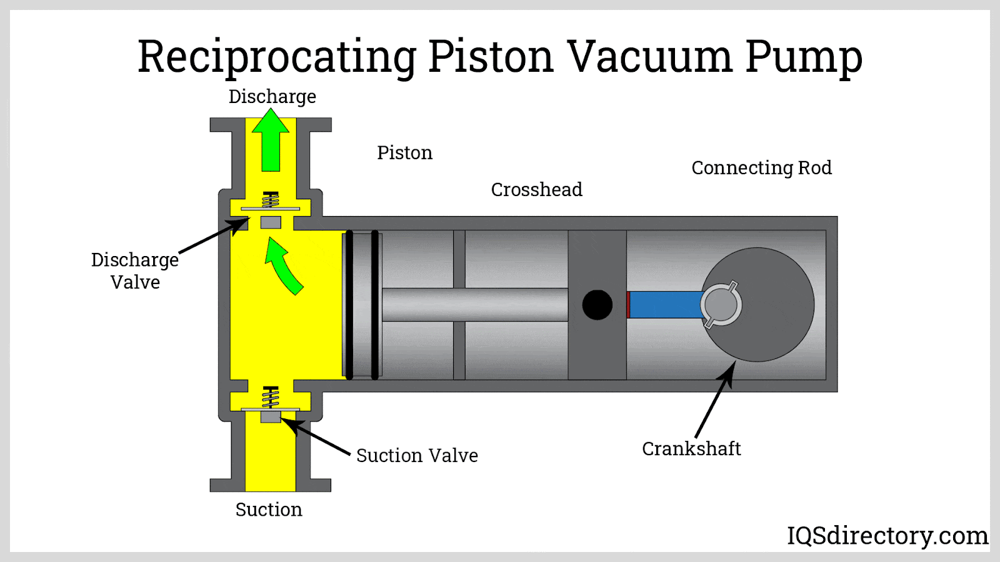 Reciprocating Piston Vacuum Pump
Discharge
Piston
Connecting Rod
Crosshead
Discharge
Valve
Crankshaft
Suction Valve
Suction
IQSdirectory.com